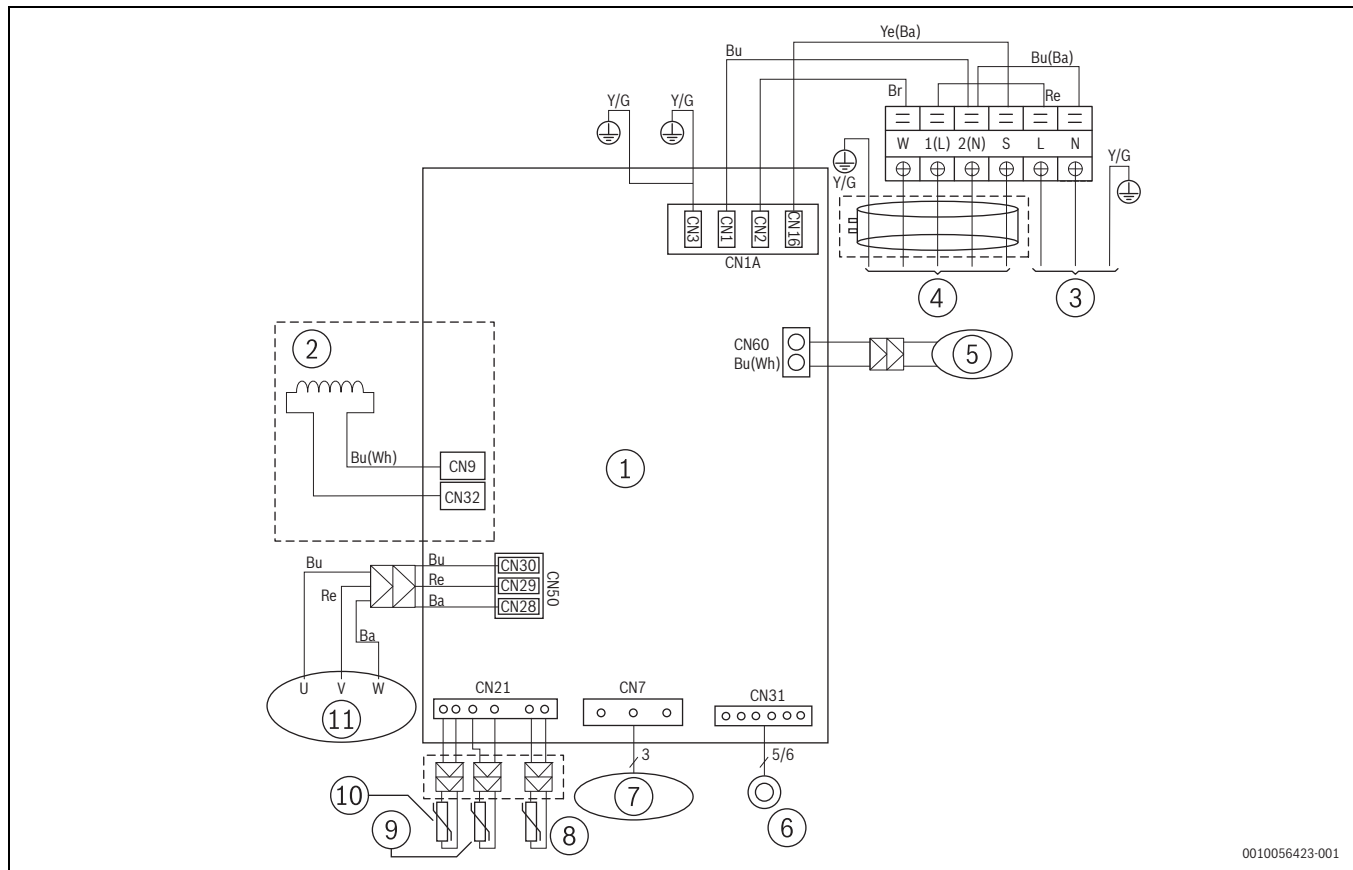 Ye(Ba)
Bu
Bu(Ba)
Br
Re
Y/G
Y/G
W 1(L) 2(N) S L N
Y/G
Y/G
CN3
CN1
CN2
CN16
CN1A
4
3
2
CN60
Bu(Wh)
5
Bu(Wh)
CN9
CN32
1
Bu
Bu
Re
Re
Ba
Ba
CN30
CN29
CN28
CN50
U V W
11
CN21
CN7
CN31
3
5/6
10
9
8
7
6
0010056423-001